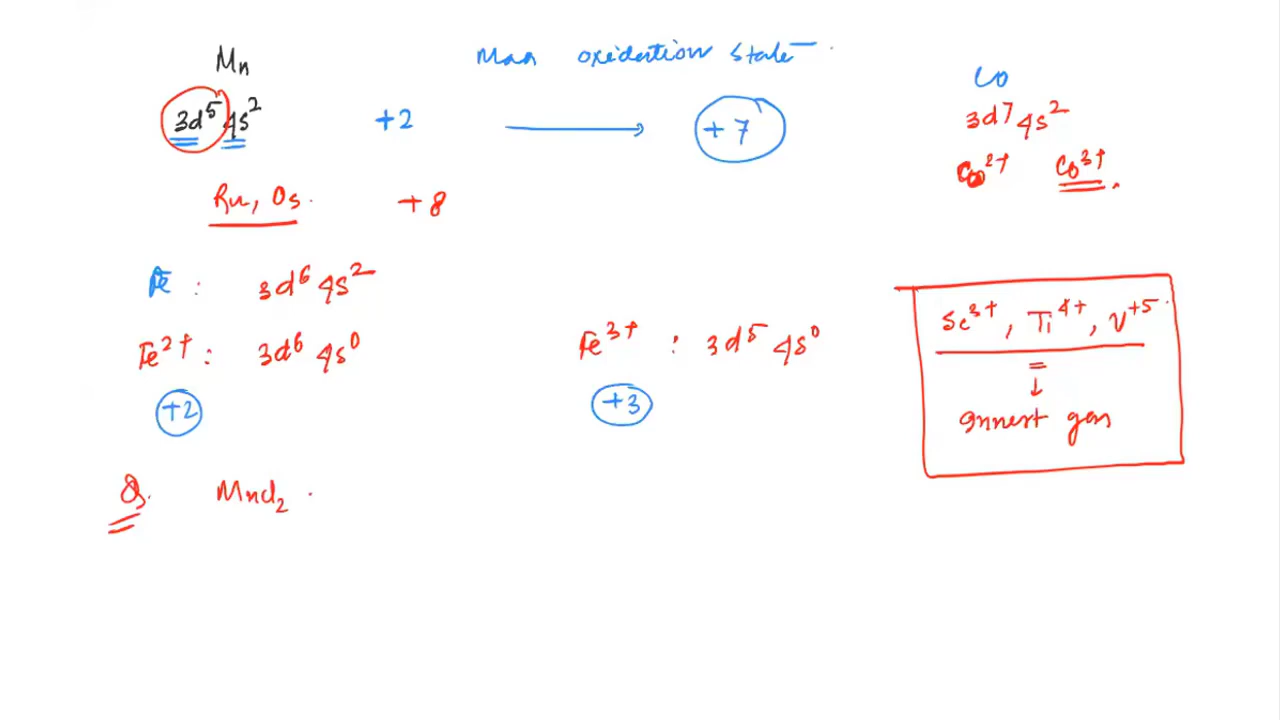 Mn
Max oxidation state
Co
3d⁵ 4s²
+2
+7
3d⁷ 4s²
Co²⁺ Co³⁺.
Ru, Os.
+8
Fe : 3d⁶ 4s²
Sc³⁺, Ti⁴⁺, V⁺⁵
Fe²⁺ : 3d⁶ 4s⁰
Fe³⁺ : 3d⁵ 4s⁰
+2
+3
Innert gas
Q. MnCl₂